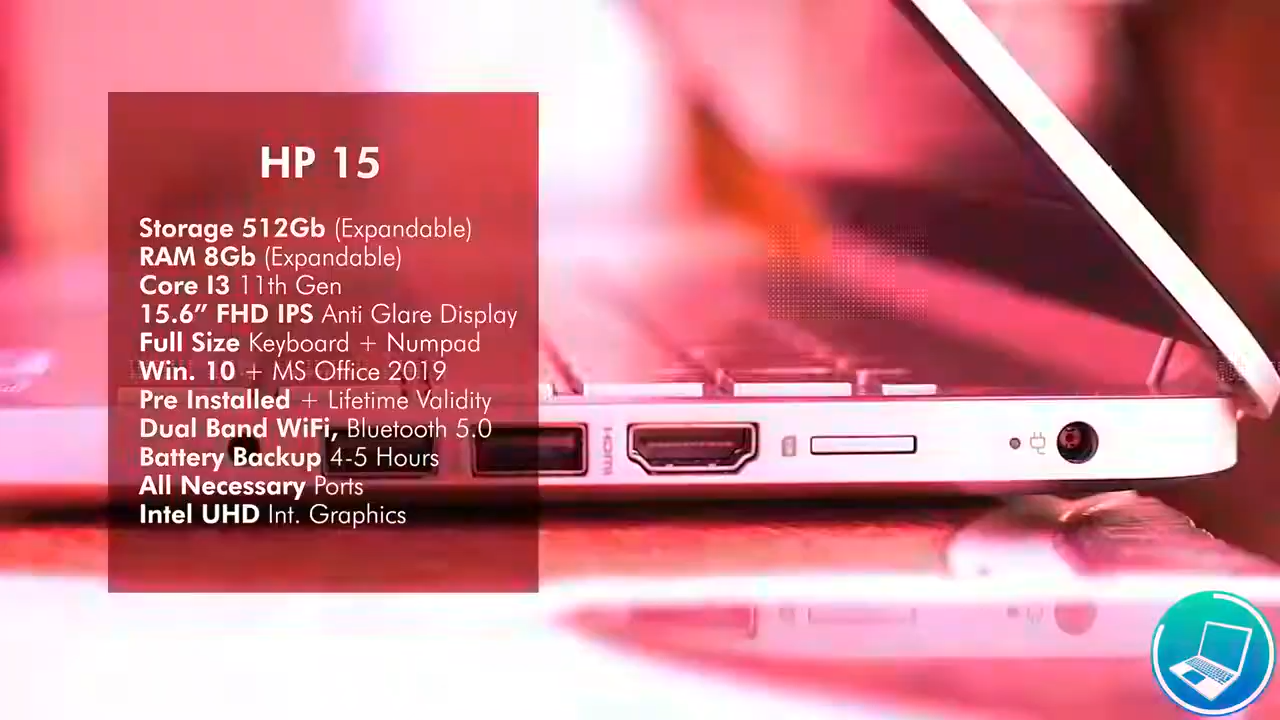 HP 15
Storage 512Gb (Expandable)
RAM 8Gb (Expandable)
Core I3 11th Gen
15.6” FHD IPS Anti Glare Display
Full Size Keyboard + Numpad
Win. 10 + MS Office 2019
Pre Installed + Lifetime Validity
Dual Band WiFi, Bluetooth 5.0
Battery Backup 4-5 Hours
All Necessary Ports
Intel UHD Int. Graphics
HDMI